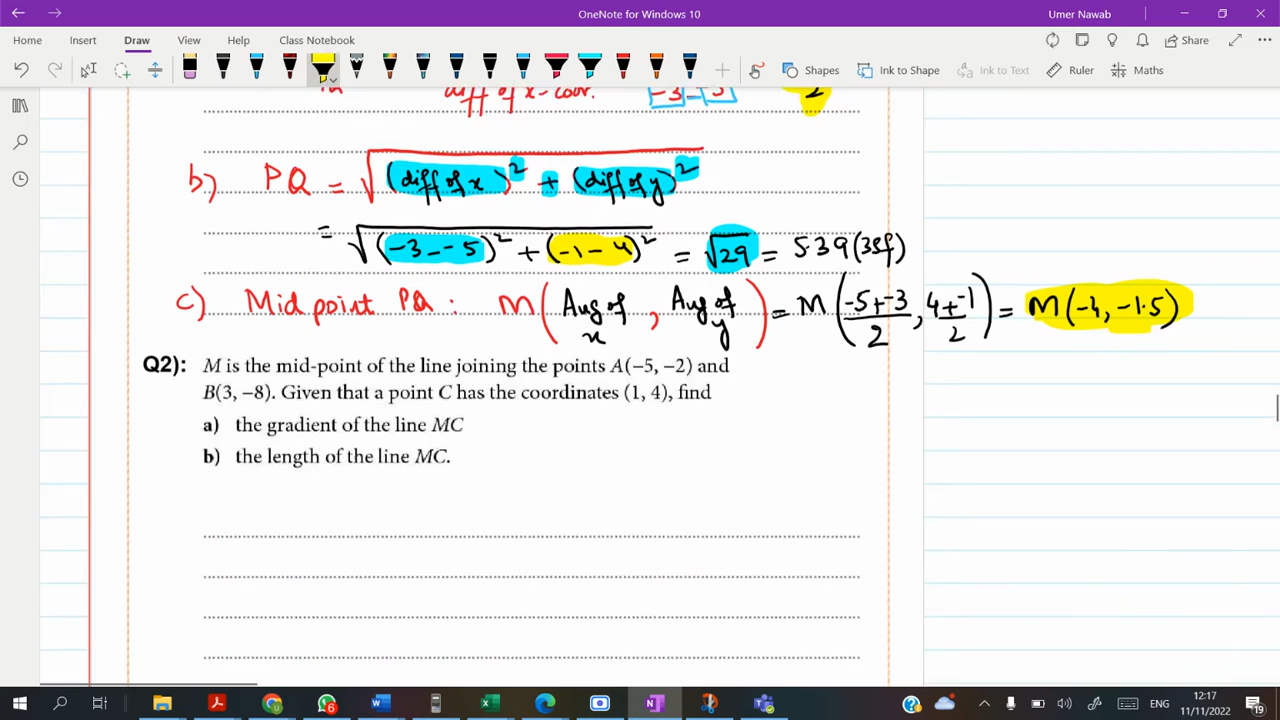 OneNote for Windows 10
Umer Nawab
Home Insert Draw View Help Class Notebook
Share
Shapes Ink to Shape Ink to Text Ruler Maths
diff of x-coor. -3 - -5 2
b) PQ = √(diff of x)² + (diff of y)²
= √(-3 - -5)² + (-1 - 4)² = √29 = 5.39 (3sf)
c) Mid point PQ : M(Avg of x, Avg of y) = M(-5+-3/2, 4+-1/2) = M(-4, -1.5)
Q2): M is the mid-point of the line joining the points A(−5, −2) and
B(3, −8). Given that a point C has the coordinates (1, 4), find
a) the gradient of the line MC
b) the length of the line MC.
6
ENG
12:17
11/11/2022
19